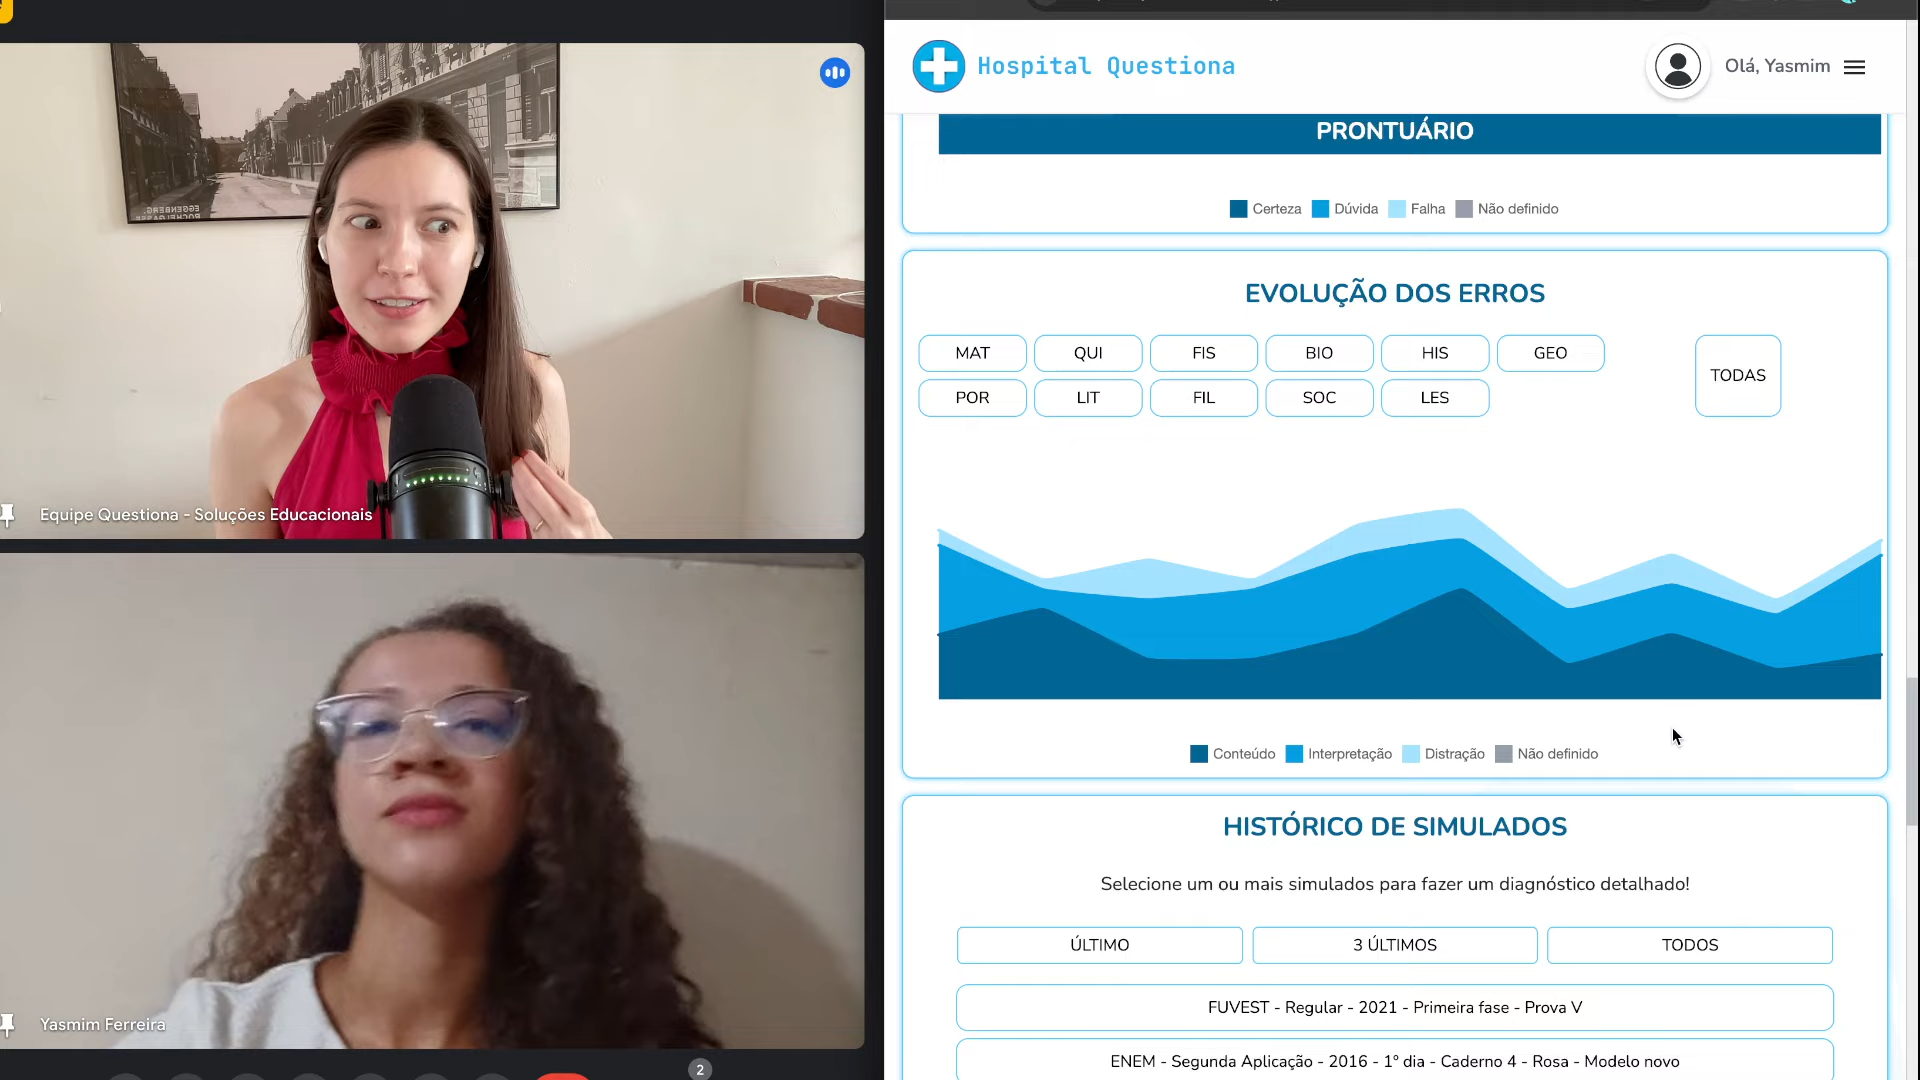 EGGENBERG,
ROCHELGASSE
Equipe Questiona - Soluções Educacionais
Yasmim Ferreira
2
Hospital Questiona
Olá, Yasmim
PRONTUÁRIO
Certeza Dúvida Falha Não definido
EVOLUÇÃO DOS ERROS
MAT QUI FIS BIO HIS GEO
TODAS
POR LIT FIL SOC LES
Conteúdo Interpretação Distração Não definido
HISTÓRICO DE SIMULADOS
Selecione um ou mais simulados para fazer um diagnóstico detalhado!
ÚLTIMO 3 ÚLTIMOS TODOS
FUVEST - Regular - 2021 - Primeira fase - Prova V
ENEM - Segunda Aplicação - 2016 - 1º dia - Caderno 4 - Rosa - Modelo novo